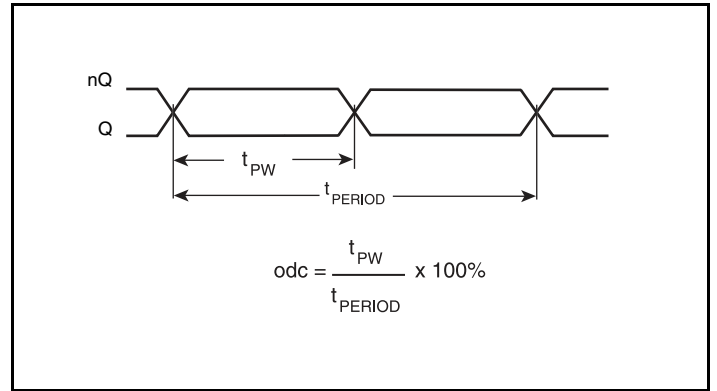 nQ
Q
tPW
tPERIOD
odc = tPW / tPERIOD x 100%